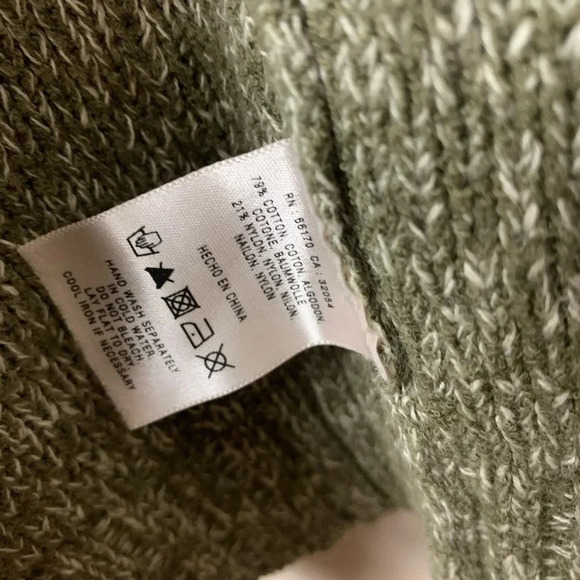 RN : 66170 CA : 32054
79% COTTON, COTON, ALGODON,
COTONE, BAUMWOLLE
21% NYLON, NYLON, NILON,
NAILON, NYLON
HECHO EN CHINA
HAND WASH SEPARATELY
IN COLD WATER.
DO NOT BLEACH
LAY FLAT TO DRY
COOL IRON IF NECESSARY